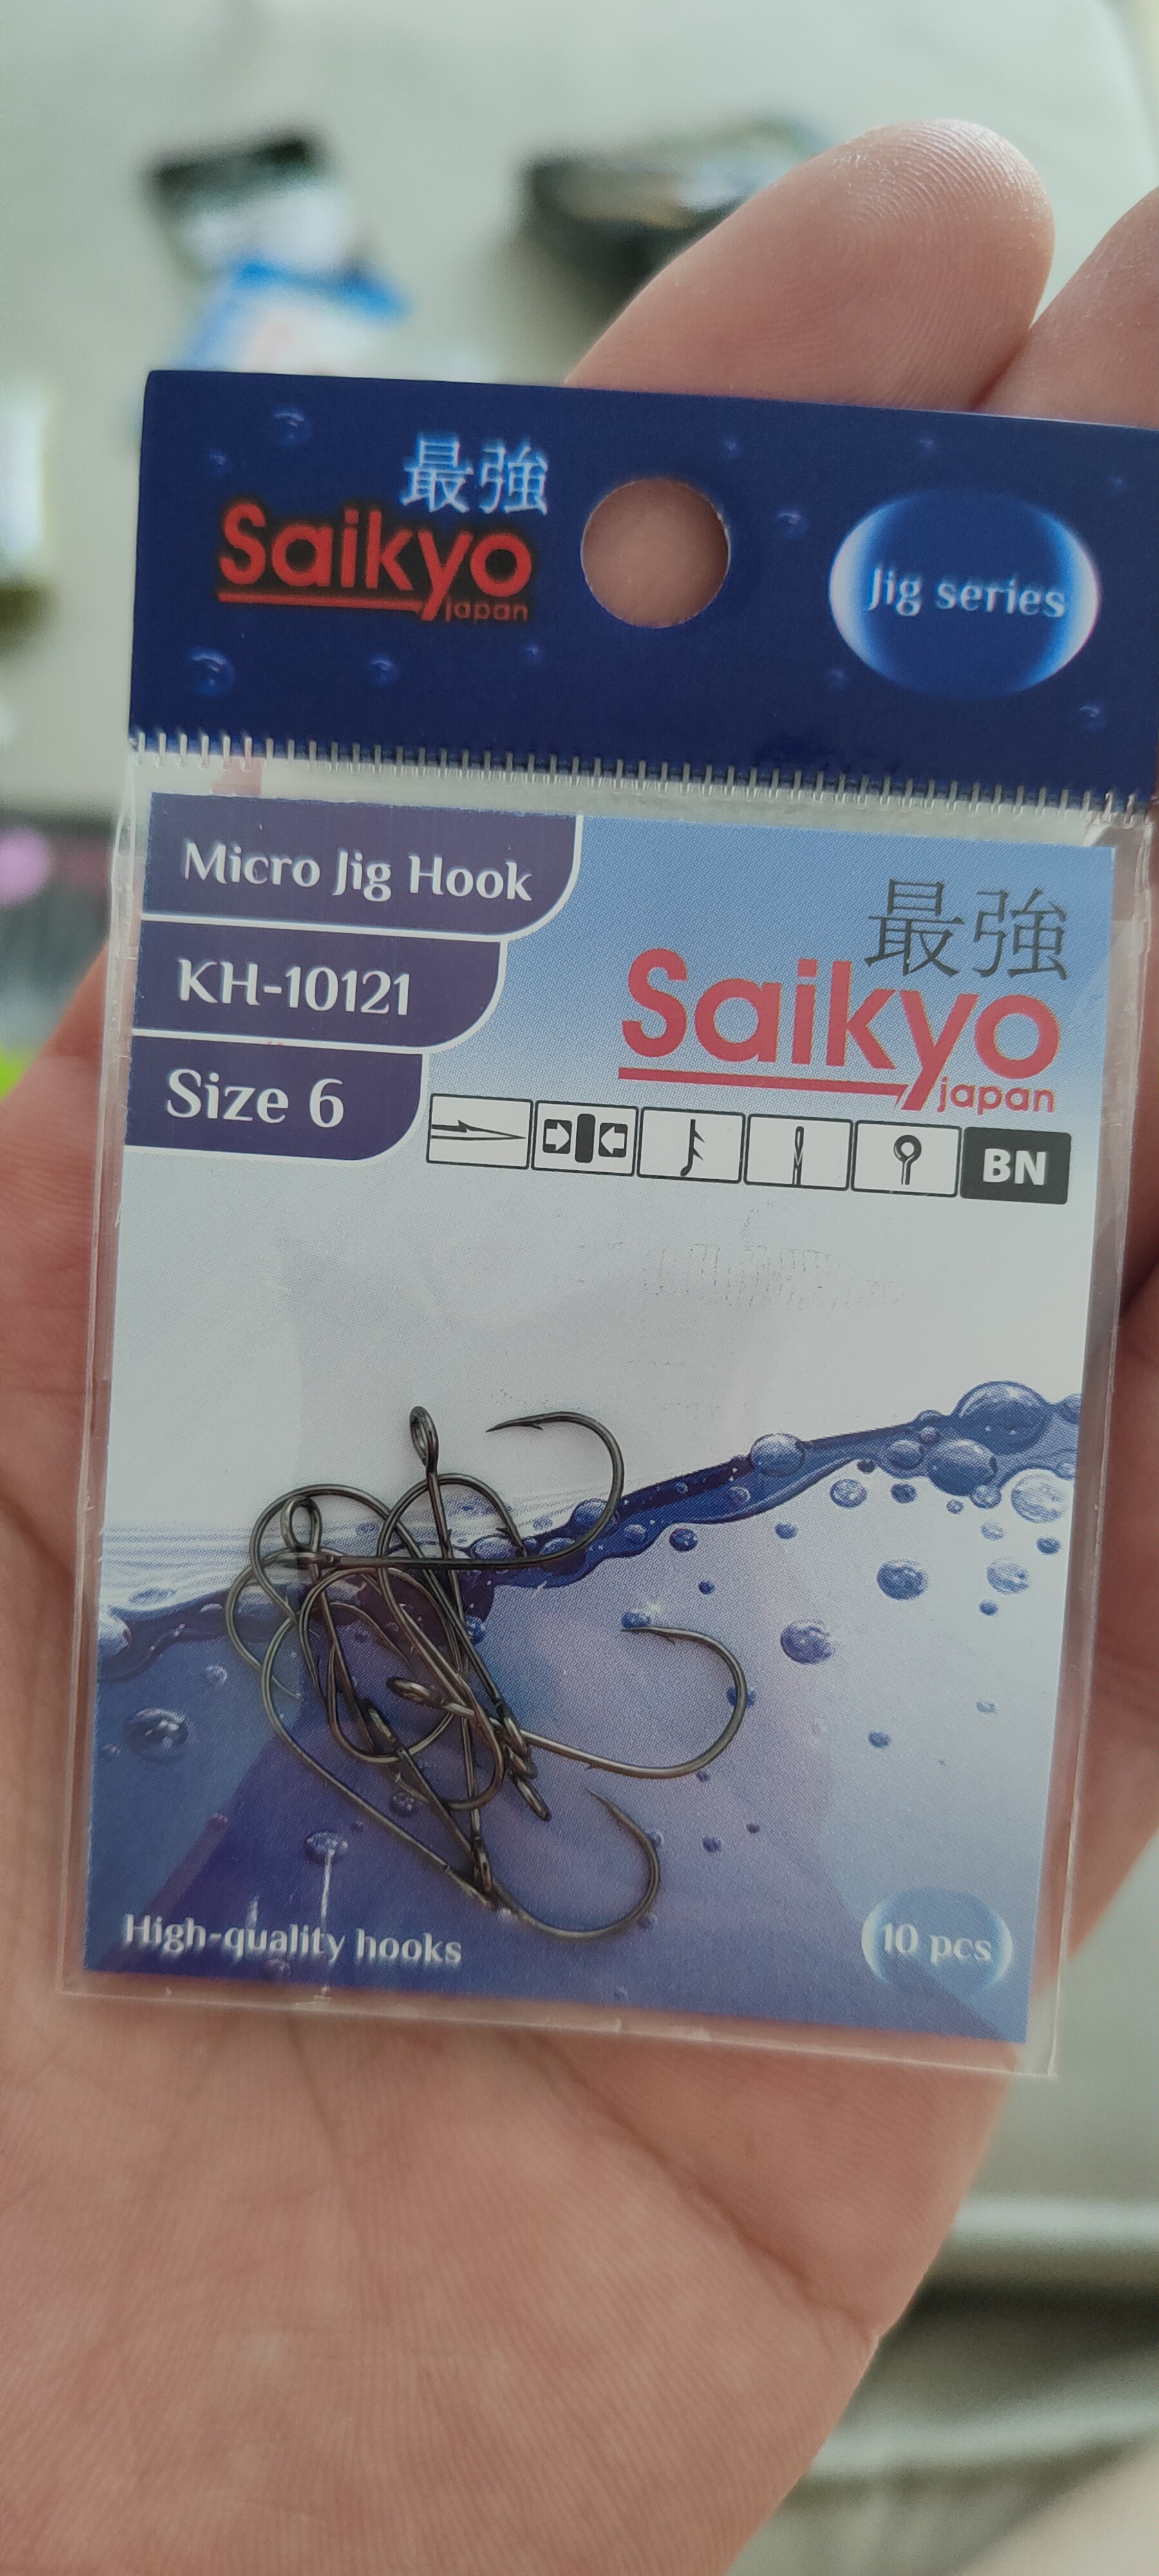 最強
Saikyo
japan
Jig series
Micro Jig Hook
KH-10121
Size 6
最強
Saikyo
japan
BN
High-quality hooks
10 pcs